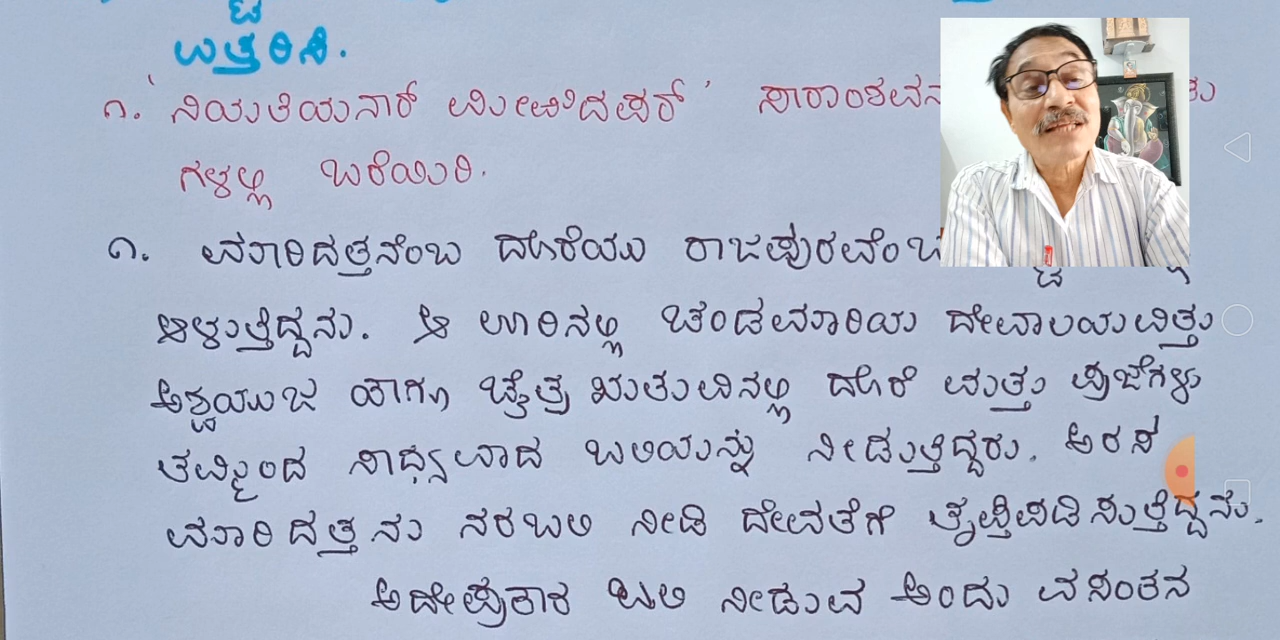 ಉತ್ತರಿಸಿ.
೧. 'ನಿಯತಿಯನಾರ್ ಮೀಱಿದಪರ್' ಸಾರಾಂಶವನ
ಗಳಲ್ಲಿ ಬರೆಯಿರಿ.
೧. ಮಾರಿದತ್ತನೆಂಬ ದೊರೆಯು ರಾಜಪುರವೆಂಬ
ಆಳುತ್ತಿದ್ದನು. ಆ ಊರಿನಲ್ಲಿ ಚಂಡಮಾರಿಯ ದೇವಾಲಯವಿತ್ತು
ಅಶ್ವಯುಜ ಹಾಗೂ ಚೈತ್ರ ಋತುವಿನಲ್ಲಿ ದೊರೆ ಮತ್ತು ಪ್ರಜೆಗಳು
ತಮ್ಮಿಂದ ಸಾಧ್ಯವಾದ ಬಲಿಯನ್ನು ನೀಡುತ್ತಿದ್ದರು. ಅರಸ
ಮಾರಿದತ್ತನು ನರಬಲಿ ನೀಡಿ ದೇವತೆಗೆ ತೃಪ್ತಿಪಡಿಸುತ್ತಿದ್ದನು.
ಅದೇಪ್ರಕಾರ ಬಲಿ ನೀಡುವ ಅಂದು ವಸಂತನ